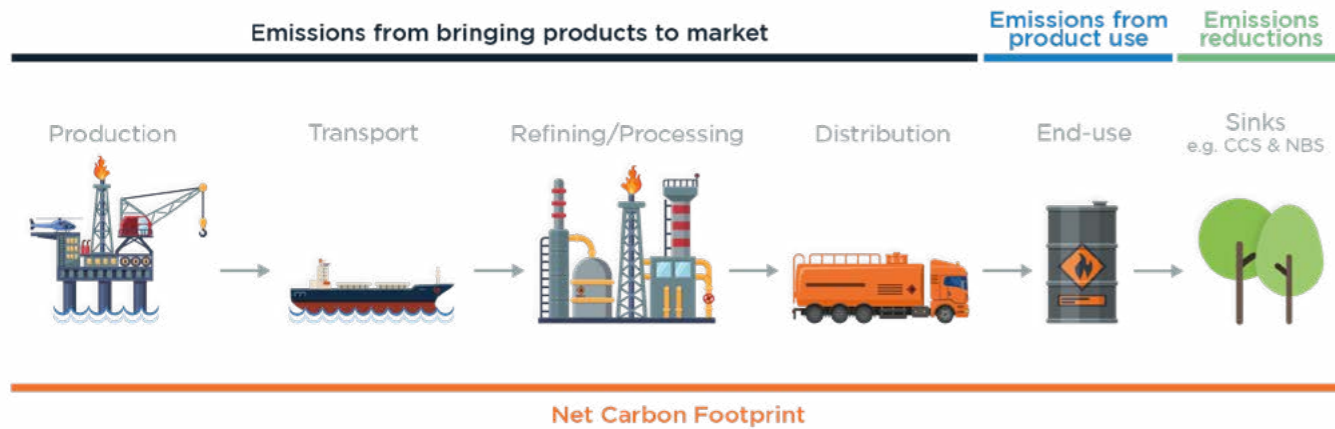 Emissions from bringing products to market
Emissions from
product use
Emissions
reductions
Production
Transport
Refining/Processing
Distribution
End-use
Sinks
e.g. CCS & NBS
Net Carbon Footprint